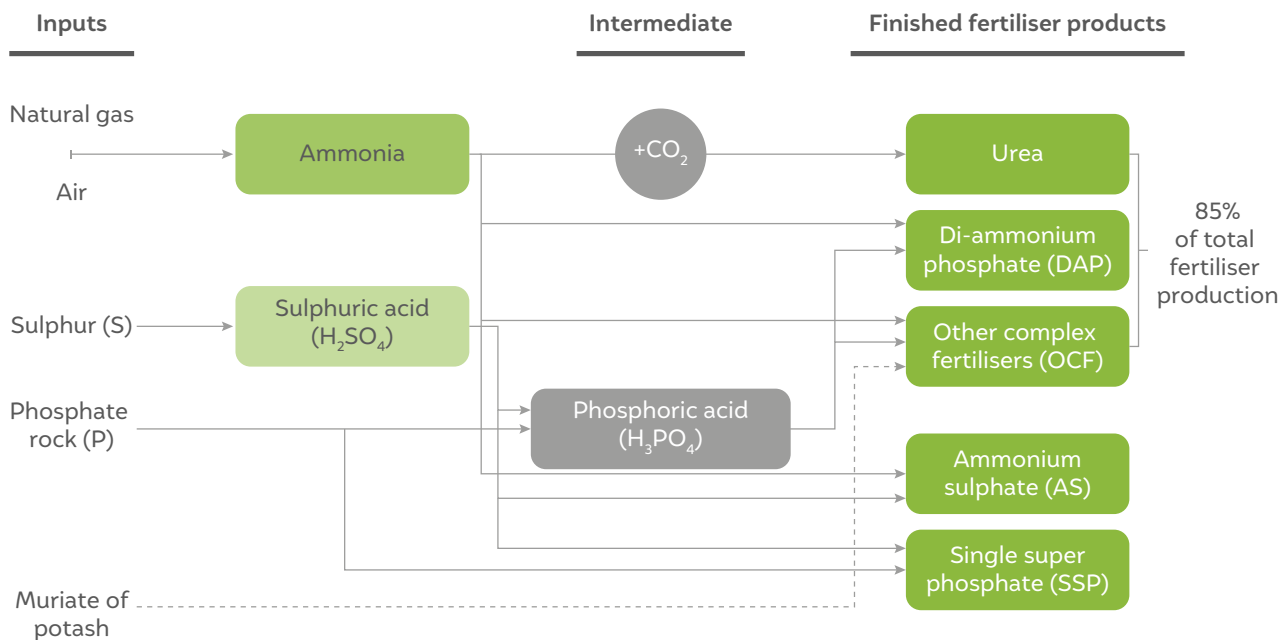 Inputs
Intermediate
Finished fertiliser products
Natural gas
Air
Ammonia
+CO₂
Urea
Di-ammonium
phosphate (DAP)
85%
of total
fertiliser
production
Sulphur (S)
Sulphuric acid
(H₂SO₄)
Other complex
fertilisers (OCF)
Phosphate
rock (P)
Phosphoric acid
(H₃PO₄)
Ammonium
sulphate (AS)
Single super
phosphate (SSP)
Muriate of
potash